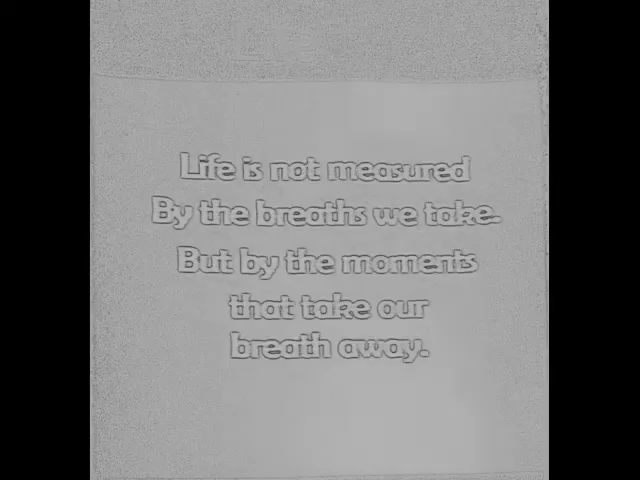 Life is not measured
By the breaths we take.
But by the moments
that take our
breath away.